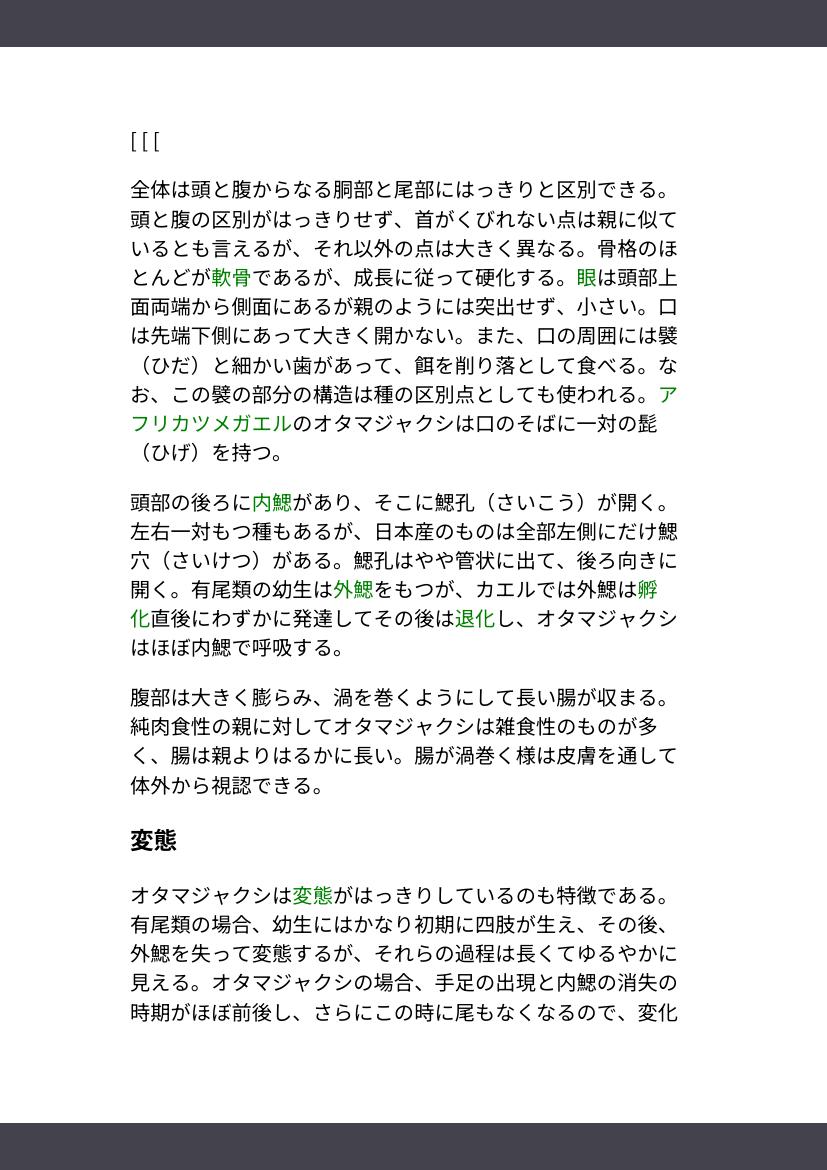 [ [ [
全体は頭と腹からなる胴部と尾部にはっきりと区別できる。
頭と腹の区別がはっきりせず、首がくびれない点は親に似て
いるとも言えるが、それ以外の点は大きく異なる。骨格のほ
とんどが軟骨であるが、成長に従って硬化する。眼は頭部上
面両端から側面にあるが親のようには突出せず、小さい。口
は先端下側にあって大きく開かない。また、口の周囲には襞
（ひだ）と細かい歯があって、餌を削り落として食べる。な
お、この襞の部分の構造は種の区別点としても使われる。ア
フリカツメガエルのオタマジャクシは口のそばに一対の髭
（ひげ）を持つ。
頭部の後ろに内鰓があり、そこに鰓孔（さいこう）が開く。
左右一対もつ種もあるが、日本産のものは全部左側にだけ鰓
穴（さいけつ）がある。鰓孔はやや管状に出て、後ろ向きに
開く。有尾類の幼生は外鰓をもつが、カエルでは外鰓は孵
化直後にわずかに発達してその後は退化し、オタマジャクシ
はほぼ内鰓で呼吸する。
腹部は大きく膨らみ、渦を巻くようにして長い腸が収まる。
純肉食性の親に対してオタマジャクシは雑食性のものが多
く、腸は親よりはるかに長い。腸が渦巻く様は皮膚を通して
体外から視認できる。
変態
オタマジャクシは変態がはっきりしているのも特徴である。
有尾類の場合、幼生にはかなり初期に四肢が生え、その後、
外鰓を失って変態するが、それらの過程は長くてゆるやかに
見える。オタマジャクシの場合、手足の出現と内鰓の消失の
時期がほぼ前後し、さらにこの時に尾もなくなるので、変化